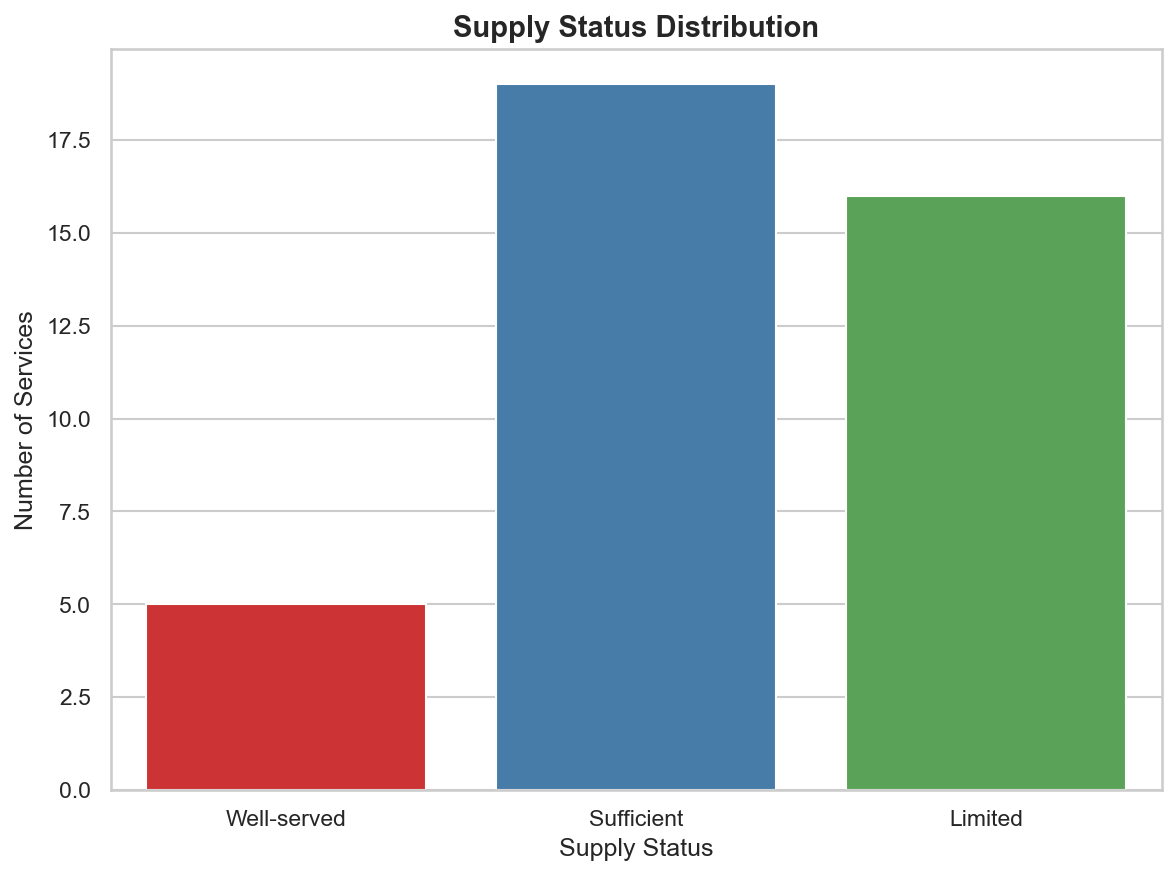 Supply Status Distribution
Number of Services
17.5
15.0
12.5
10.0
7.5
5.0
2.5
0.0
Well-served
Sufficient
Limited
Supply Status